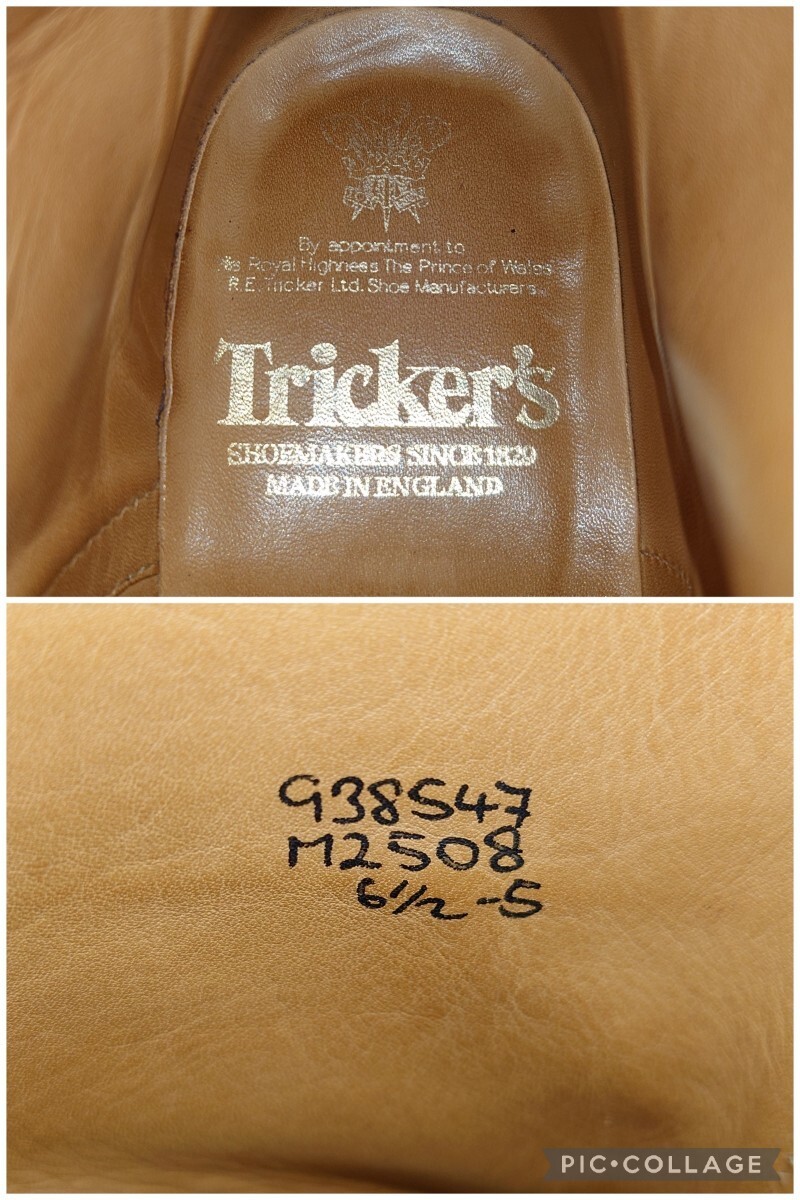 By appointment to
His Royal Highness The Prince of Wales
R.E. Tricker Ltd. Shoe Manufacturers
Tricker's
SHOEMAKERS SINCE 1829
MADE IN ENGLAND
938547
M2508
6½-5
PIC•COLLAGE